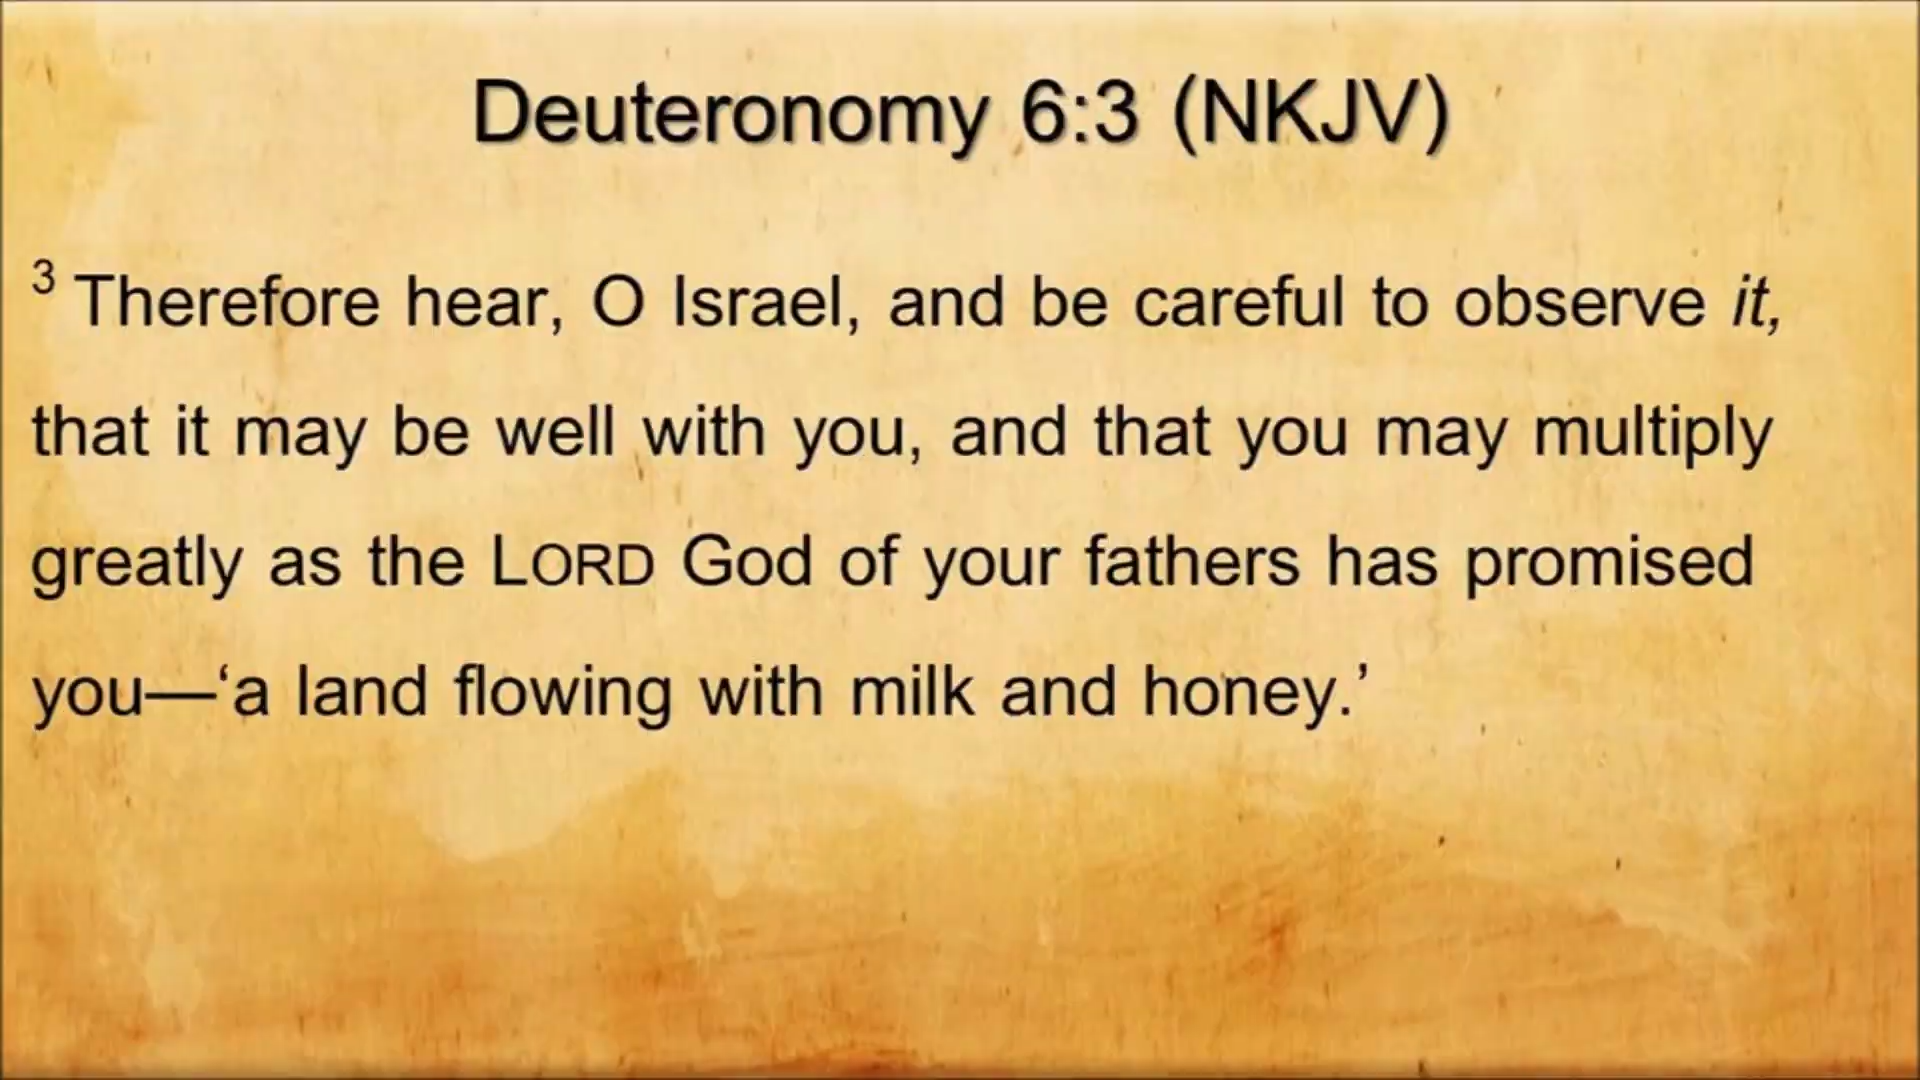 Deuteronomy 6:3 (NKJV)
3 Therefore hear, O Israel, and be careful to observe it,
that it may be well with you, and that you may multiply
greatly as the LORD God of your fathers has promised
you—‘a land flowing with milk and honey.’